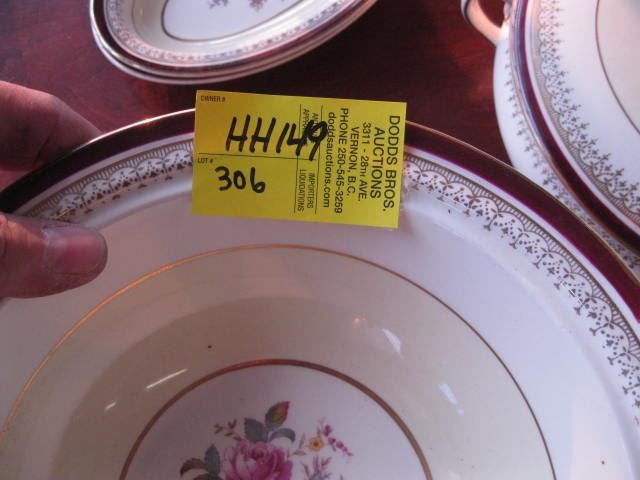 OWNER #
HH149
LOT #
306
IMPORTERS
LIQUIDATIONS
DODDS BROS.
AUCTIONS
3311 - 28TH AVE.
VERNON, B.C.
PHONE 250-545-3259
doddsauctions.com